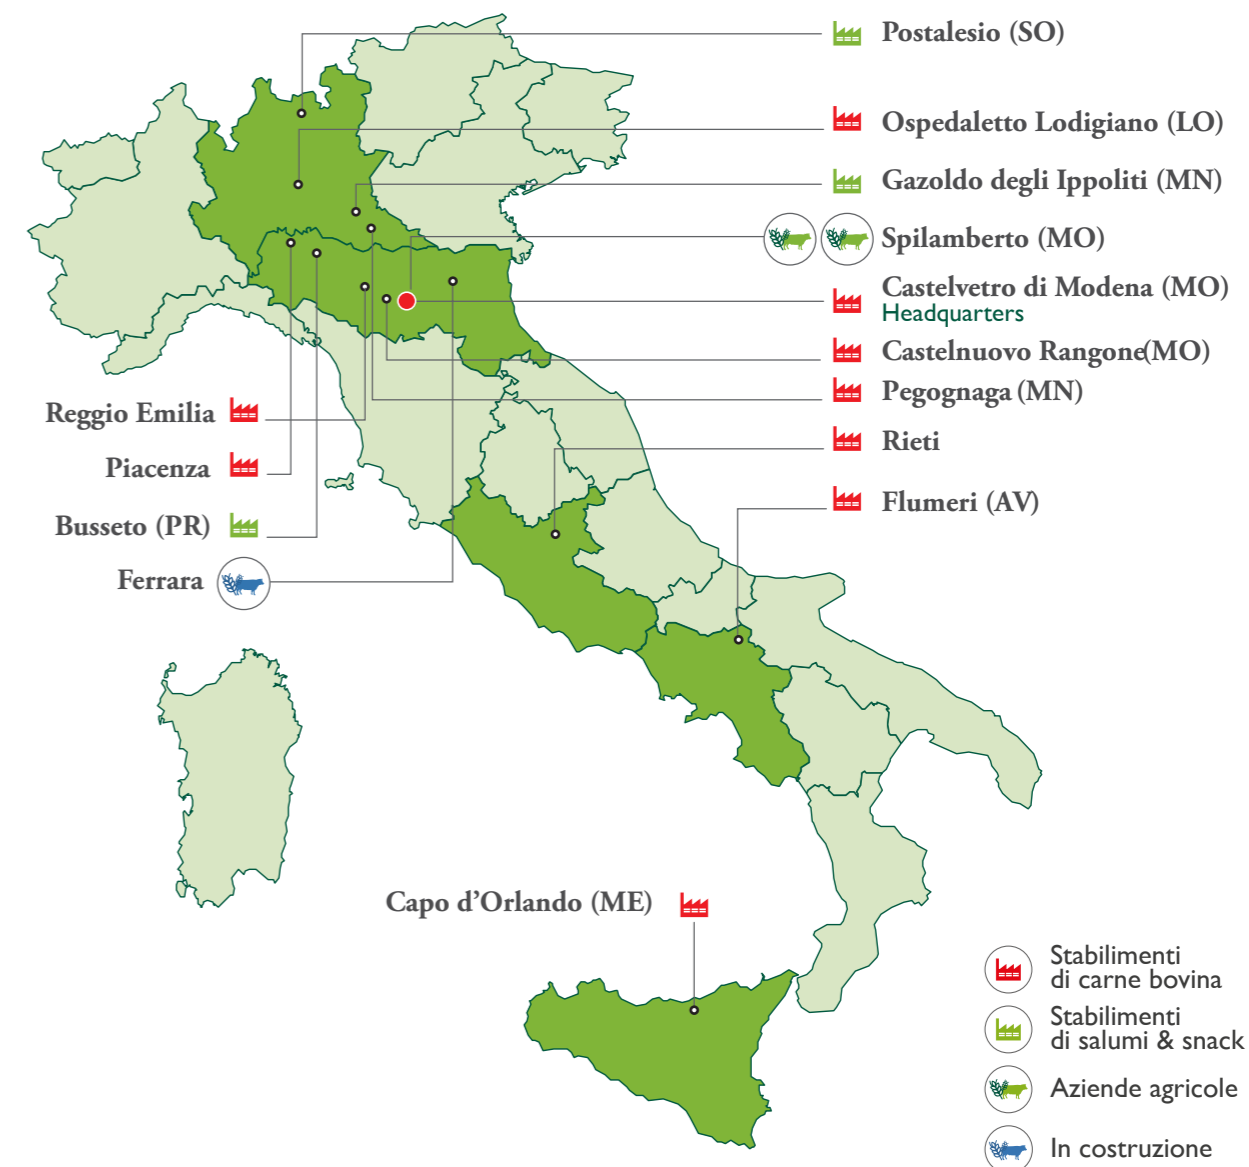 Postalesio (SO)
Ospedaletto Lodigiano (LO)
Gazoldo degli Ippoliti (MN)
Spilamberto (MO)
Castelvetro di Modena (MO)
Headquarters
Castelnuovo Rangone(MO)
Pegognaga (MN)
Rieti
Flumeri (AV)
Reggio Emilia
Piacenza
Busseto (PR)
Ferrara
Capo d’Orlando (ME)
Stabilimenti
di carne bovina
Stabilimenti
di salumi & snack
Aziende agricole
In costruzione